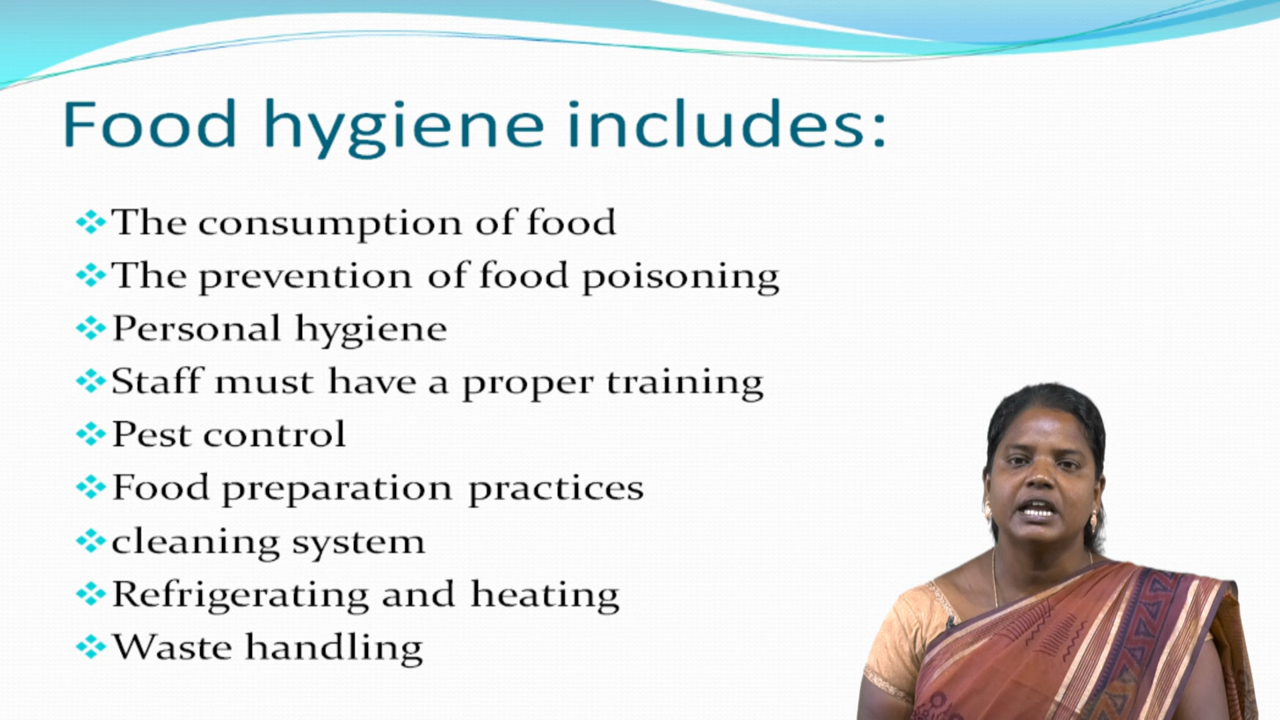 Food hygiene includes:
The consumption of food
The prevention of food poisoning
Personal hygiene
Staff must have a proper training
Pest control
Food preparation practices
cleaning system
Refrigerating and heating
Waste handling